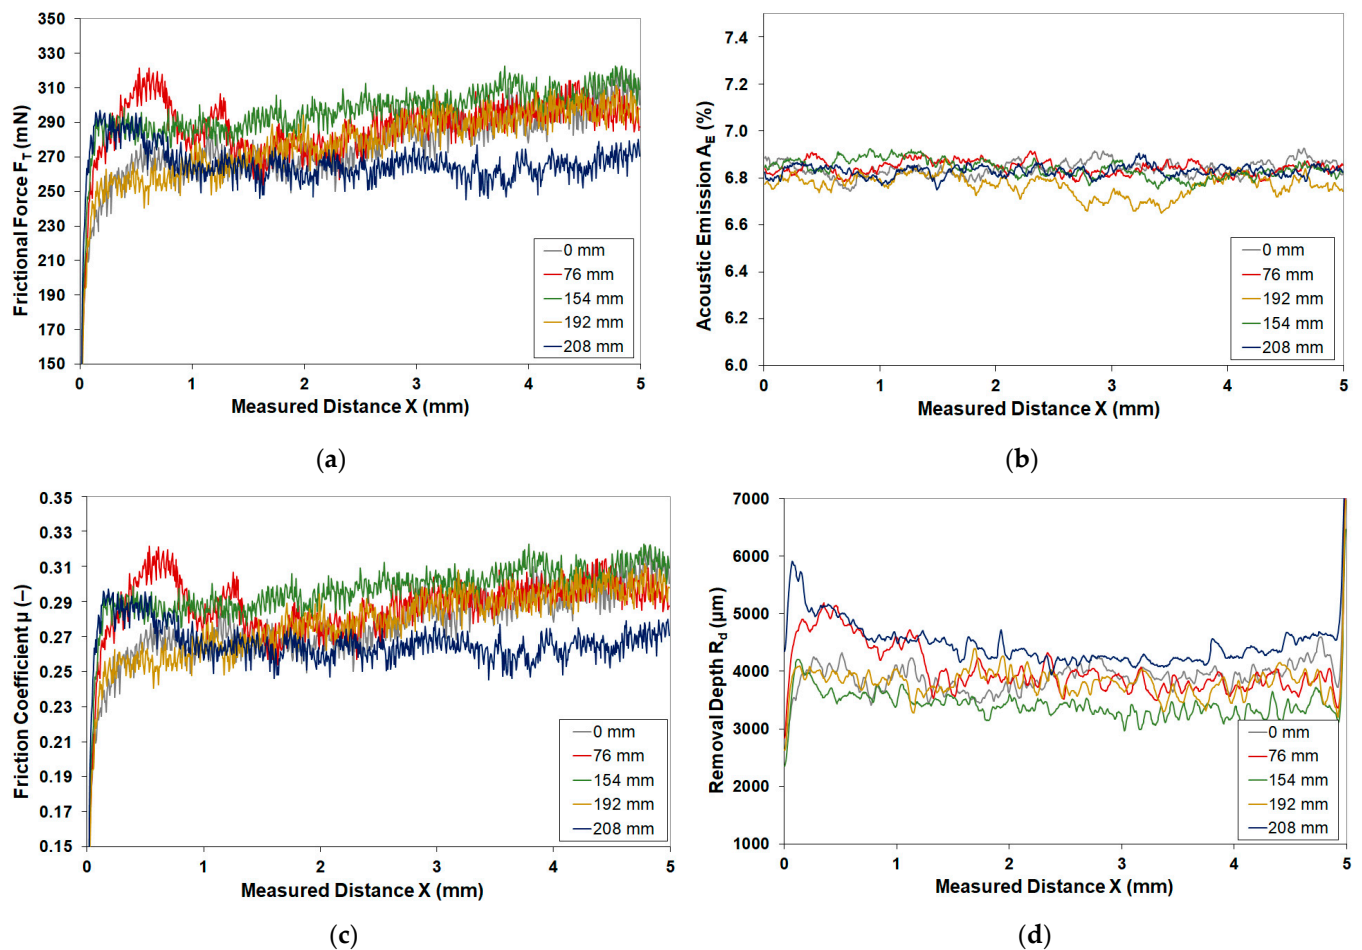 Frictional Force FT (mN)
350
330
310
290
270
250
230
210
190
170
150
0 mm
76 mm
154 mm
192 mm
208 mm
0 1 2 3 4 5
Measured Distance X (mm)
(a)
Acoustic Emission AE (%)
7.4
7.2
7.0
6.8
6.6
6.4
6.2
6.0
0 mm
76 mm
192 mm
154 mm
208 mm
0 1 2 3 4 5
Measured Distance X (mm)
(b)
Friction Coefficient μ (–)
0.35
0.33
0.31
0.29
0.27
0.25
0.23
0.21
0.19
0.17
0.15
0 mm
76 mm
154 mm
192 mm
208 mm
0 1 2 3 4 5
Measured Distance X (mm)
(c)
Removal Depth Rd (μm)
7000
6000
5000
4000
3000
2000
1000
0 mm
76 mm
154 mm
192 mm
208 mm
0 1 2 3 4 5
Measured Distance X (mm)
(d)